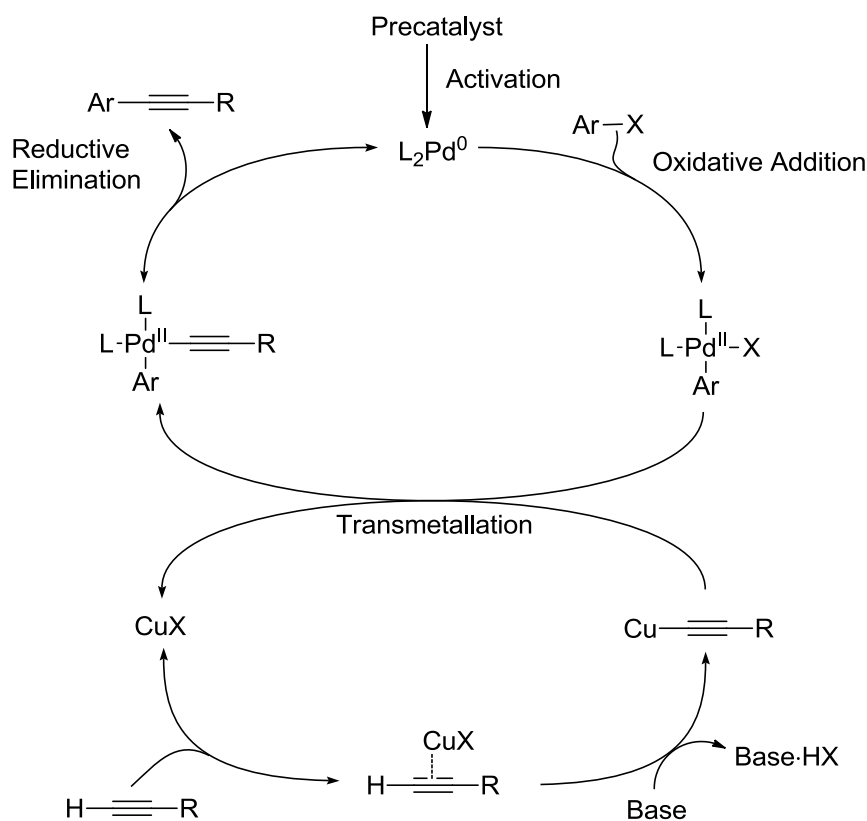 Precatalyst
Activation
Ar R
Ar X
Reductive
Elimination
L₂Pd⁰
Oxidative Addition
L
L Pdᴵᴵ R
Ar
L
L Pdᴵᴵ X
Ar
Transmetallation
CuX
Cu R
CuX
H R
Base·HX
H R
Base